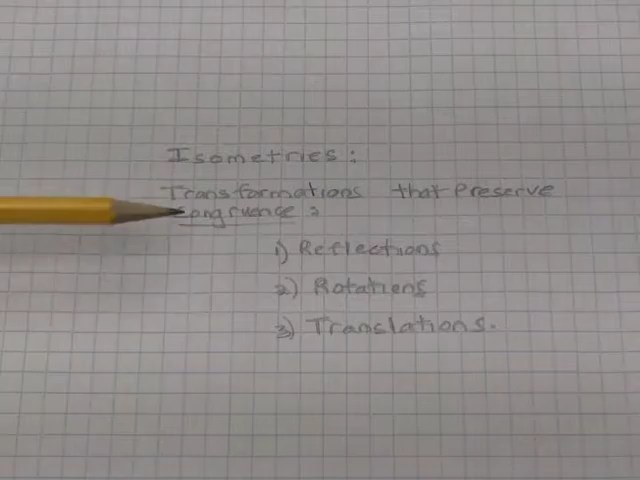 Isometries:
Transformations that Preserve
Congruence:
1) Reflections
2) Rotations
3) Translations.